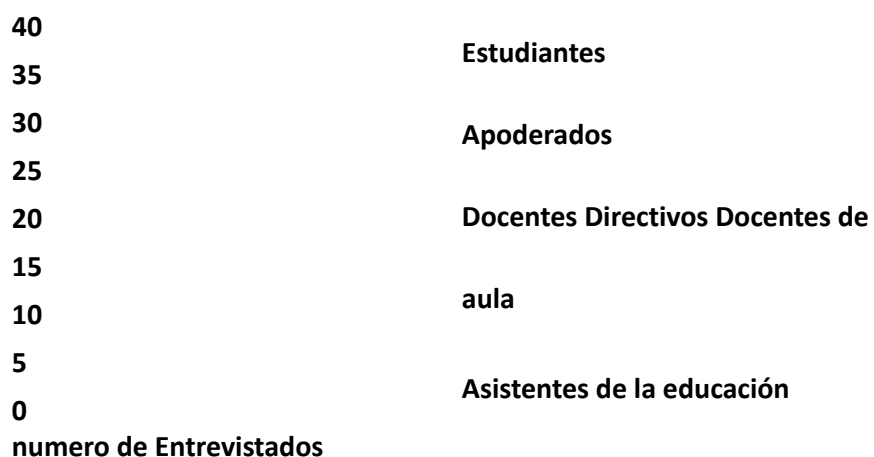 40
35
30
25
20
15
10
5
0
numero de Entrevistados
Estudiantes
Apoderados
Docentes Directivos Docentes de
aula
Asistentes de la educación